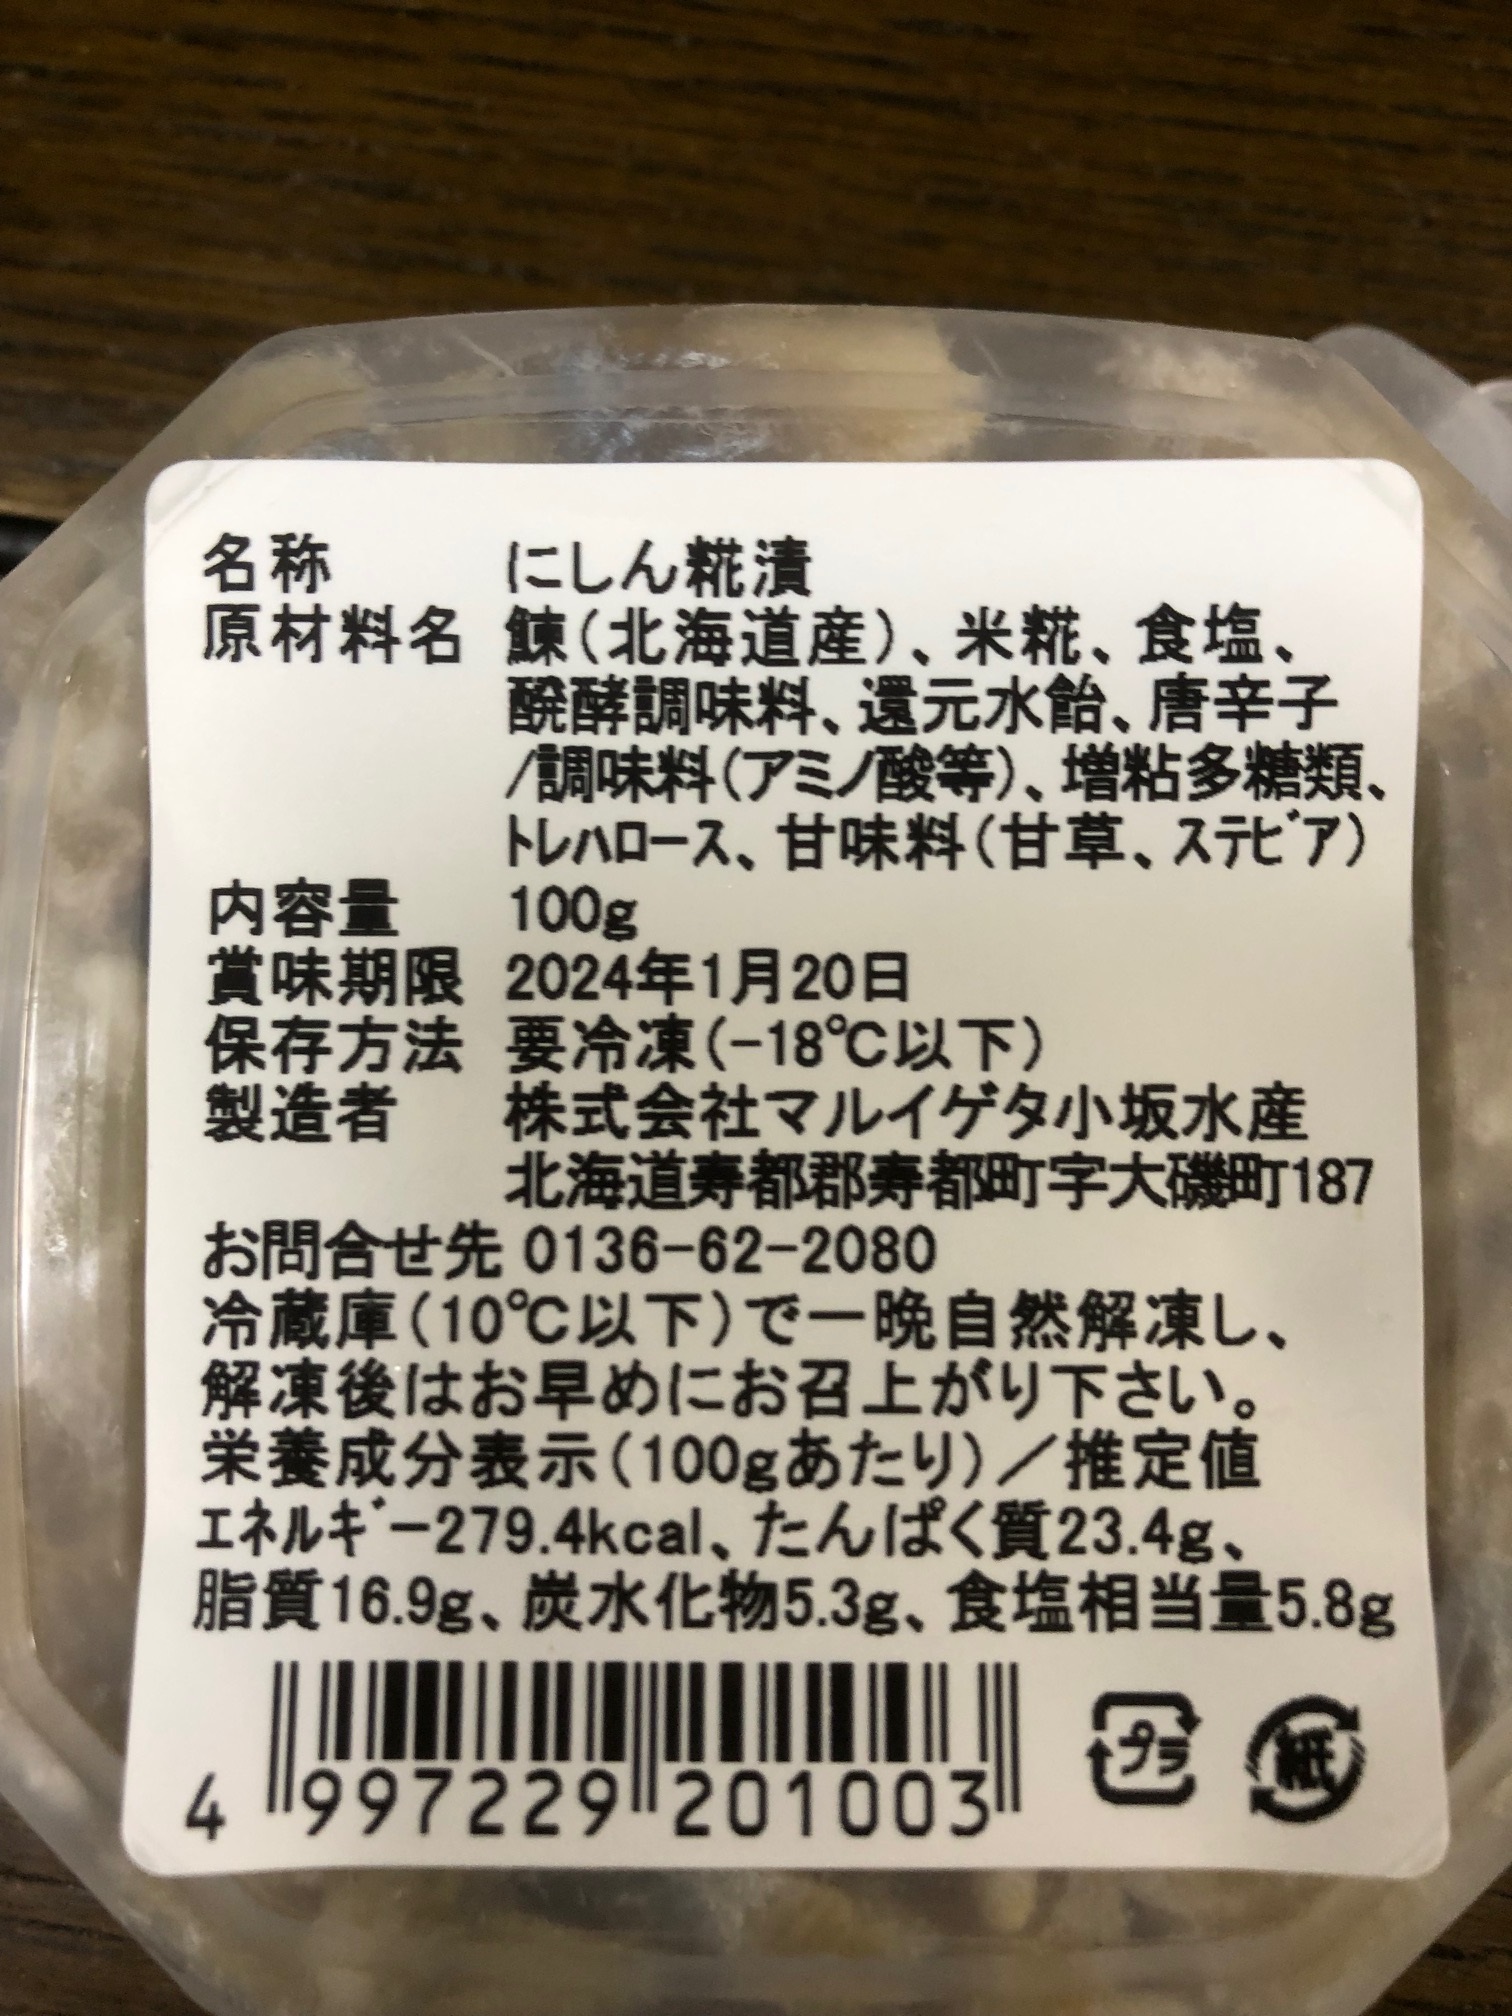 名称 にしん糀漬
原材料名 鰊(北海道産)、米糀、食塩、
醗酵調味料、還元水飴、唐辛子
/調味料(アミノ酸等)、増粘多糖類、
トレハロース、甘味料(甘草、ステビア)
内容量 100g
賞味期限 2024年1月20日
保存方法 要冷凍(-18℃以下)
製造者 株式会社マルイゲタ小坂水産
北海道寿都郡寿都町字大磯町187
お問合せ先 0136-62-2080
冷蔵庫(10℃以下)で一晩自然解凍し、
解凍後はお早めにお召上がり下さい。
栄養成分表示(100gあたり)/推定値
エネルギー279.4kcal、たんぱく質23.4g、
脂質16.9g、炭水化物5.3g、食塩相当量5.8g
4 997229 201003 プラ 紙